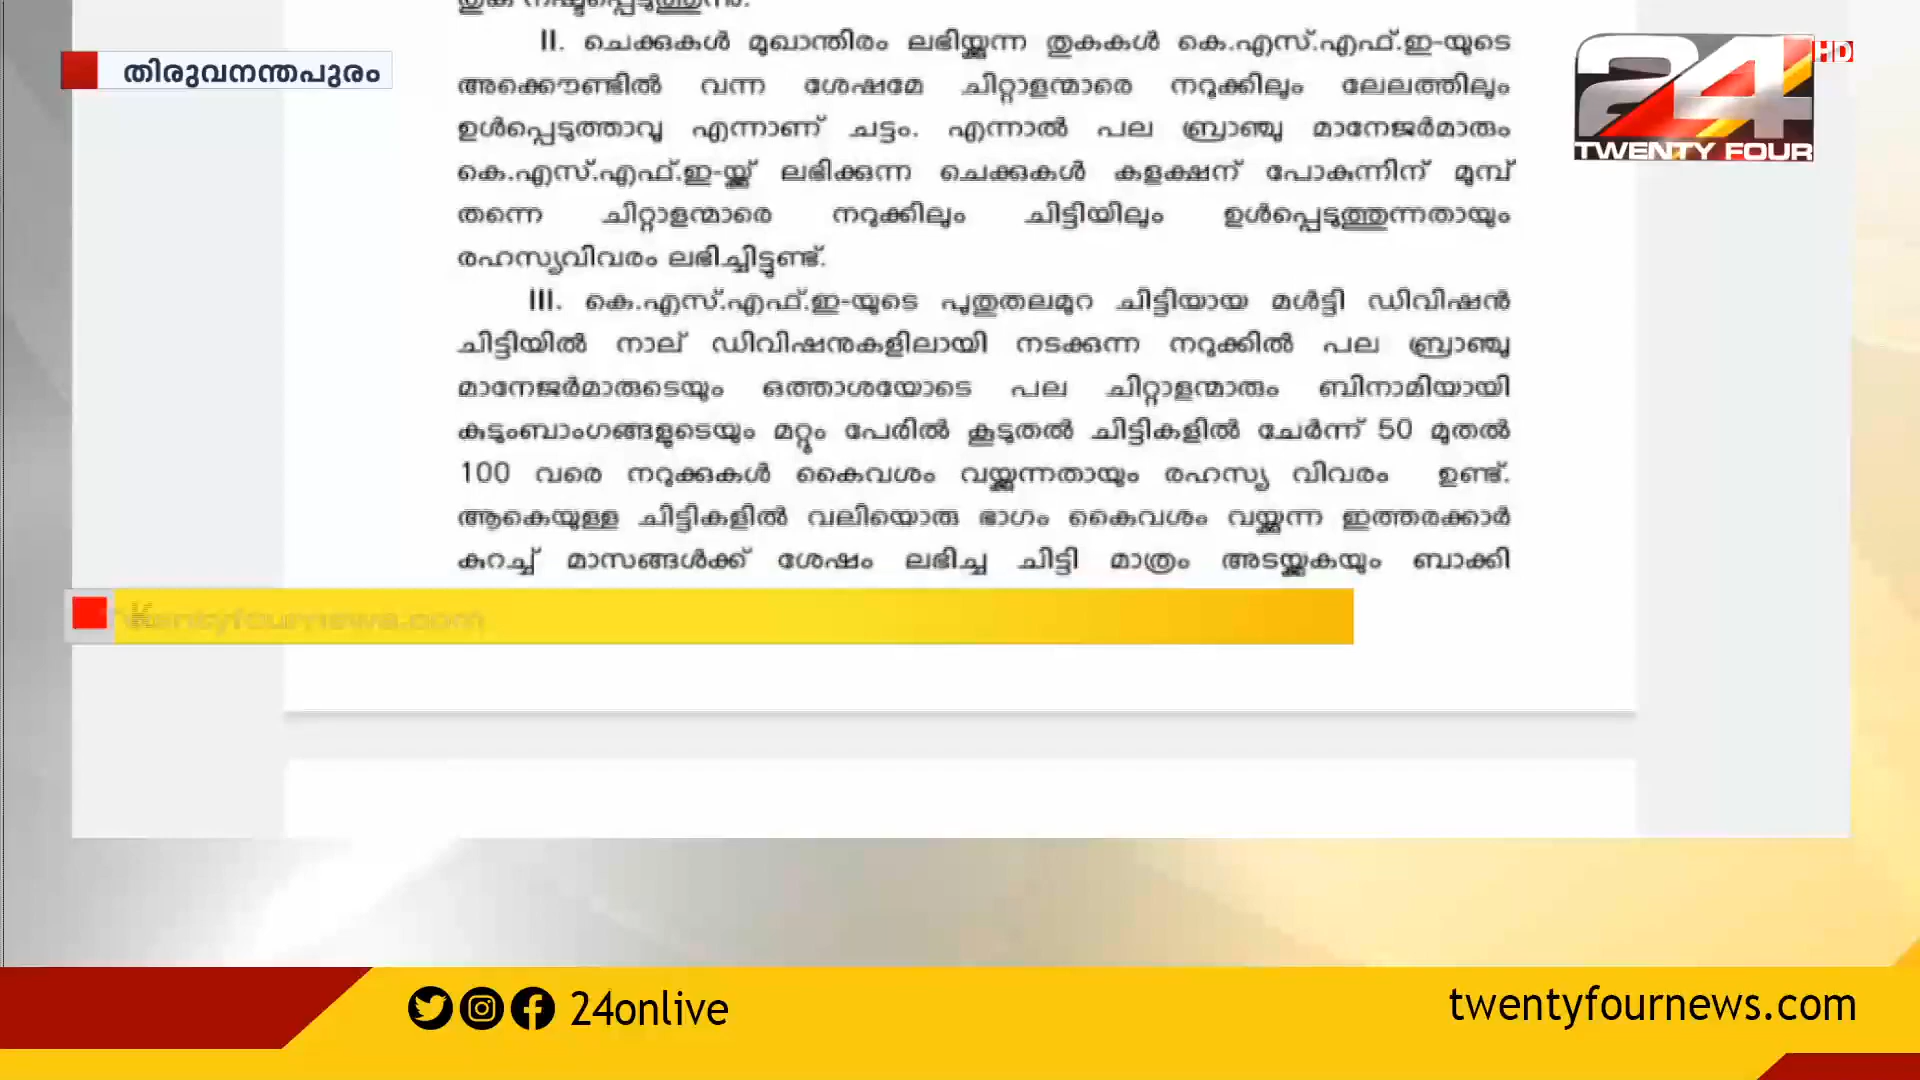 II. ചെക്കുകൾ മുഖാന്തിരം ലഭിയ്ക്കുന്ന തുകകൾ കെ.എസ്.എഫ്.ഇ-യുടെ
തിരുവനന്തപുരം
24 HD
അക്കൌണ്ടിൽ വന്ന ശേഷമേ ചിറ്റാളന്മാരെ നറുക്കിലും ലേലത്തിലും
ഉൾപ്പെടുത്താവൂ എന്നാണ് ചട്ടം. എന്നാൽ പല ബ്രാഞ്ചു മാനേജർമാരും
TWENTY FOUR
കെ.എസ്.എഫ്.ഇ-യ്ക്ക് ലഭിക്കുന്ന ചെക്കുകൾ കളക്ഷന് പോകുന്നിന് മുമ്പ്
തന്നെ ചിറ്റാളന്മാരെ നറുക്കിലും ചിട്ടിയിലും ഉൾപ്പെടുത്തുന്നതായും
രഹസ്യവിവരം ലഭിച്ചിട്ടുണ്ട്.
III. കെ.എസ്.എഫ്.ഇ-യുടെ പുതുതലമുറ ചിട്ടിയായ മൾട്ടി ഡിവിഷൻ
ചിട്ടിയിൽ നാല് ഡിവിഷനുകളിലായി നടക്കുന്ന നറുക്കിൽ പല ബ്രാഞ്ചു
മാനേജർമാരുടെയും ഒത്താശയോടെ പല ചിറ്റാളന്മാരും ബിനാമിയായി
കുടുംബാംഗങ്ങളുടെയും മറ്റും പേരിൽ കൂടുതൽ ചിട്ടികളിൽ ചേർന്ന് 50 മുതൽ
100 വരെ നറുക്കുകൾ കൈവശം വയ്ക്കുന്നതായും രഹസ്യ വിവരം ഉണ്ട്.
ആകെയുള്ള ചിട്ടികളിൽ വലിയൊരു ഭാഗം കൈവശം വയ്ക്കുന്ന ഇത്തരക്കാർ
കുറച്ച് മാസങ്ങൾക്ക് ശേഷം ലഭിച്ച ചിട്ടി മാത്രം അടയ്ക്കുകയും ബാക്കി
24onlive
twentyfournews.com